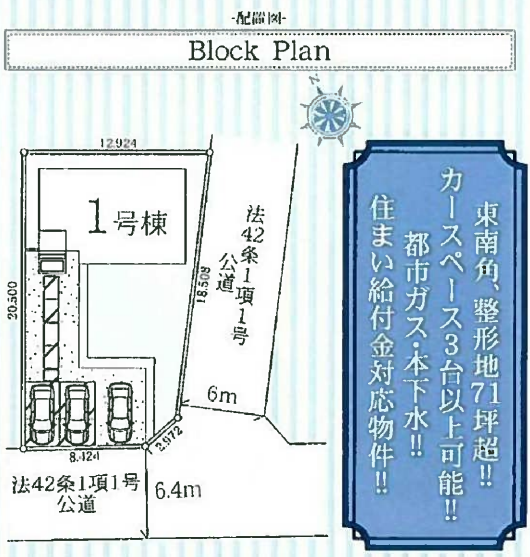 -配置図-
Block Plan
N
12.924
1号棟
20.500
18.508
法42条1項1号
公道
6m
2.972
8.424
法42条1項1号
公道
6.4m
東南角、整形地71坪超!!
カースペース3台以上可能!!
都市ガス・本下水!!
住まい給付金対応物件!!